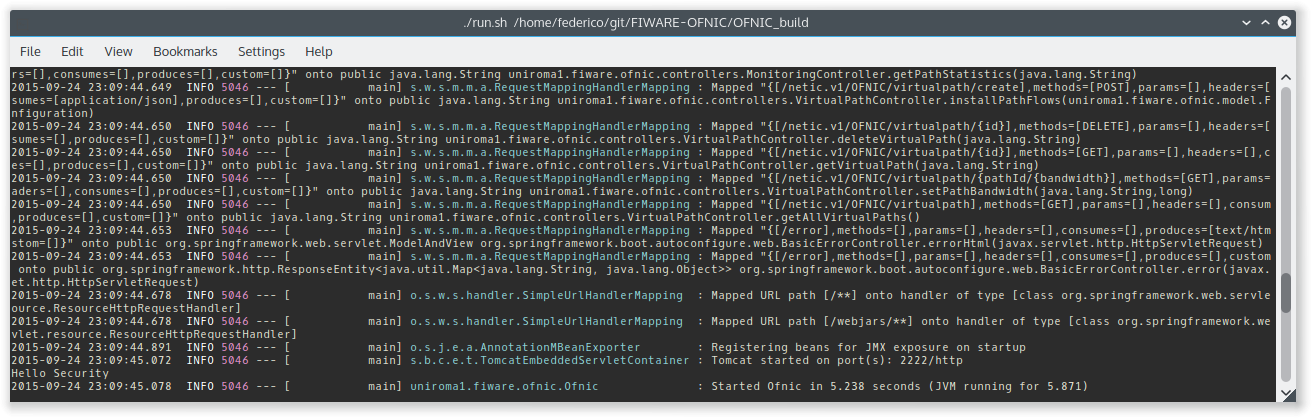 ./run.sh /home/federico/git/FIWARE-OFNIC/OFNIC_build
File Edit View Bookmarks Settings Help
rs=[],consumes=[],produces=[],custom=[]}" onto public java.lang.String uniroma1.fiware.ofnic.controllers.MonitoringController.getPathStatistics(java.lang.String)
2015-09-24 23:09:44.649  INFO 5046 --- [           main] s.w.s.m.m.a.RequestMappingHandlerMapping : Mapped "{[/netic.v1/OFNIC/virtualpath/create],methods=[POST],params=[],headers=[
sumes=[application/json],produces=[],custom=[]}" onto public java.lang.String uniroma1.fiware.ofnic.controllers.VirtualPathController.installPathFlows(uniroma1.fiware.ofnic.model.F
nfiguration)
2015-09-24 23:09:44.650  INFO 5046 --- [           main] s.w.s.m.m.a.RequestMappingHandlerMapping : Mapped "{[/netic.v1/OFNIC/virtualpath/{id}],methods=[DELETE],params=[],headers=[
sumes=[],produces=[],custom=[]}" onto public java.lang.String uniroma1.fiware.ofnic.controllers.VirtualPathController.deleteVirtualPath(java.lang.String)
2015-09-24 23:09:44.650  INFO 5046 --- [           main] s.w.s.m.m.a.RequestMappingHandlerMapping : Mapped "{[/netic.v1/OFNIC/virtualpath/{id}],methods=[GET],params=[],headers=[],c
es=[],produces=[],custom=[]}" onto public java.lang.String uniroma1.fiware.ofnic.controllers.VirtualPathController.getVirtualPath(java.lang.String)
2015-09-24 23:09:44.650  INFO 5046 --- [           main] s.w.s.m.m.a.RequestMappingHandlerMapping : Mapped "{[/netic.v1/OFNIC/virtualpath/{pathId/{bandwidth}],methods=[GET],params=
aders=[],consumes=[],produces=[],custom=[]}" onto public java.lang.String uniroma1.fiware.ofnic.controllers.VirtualPathController.setPathBandwidth(java.lang.String,long)
2015-09-24 23:09:44.650  INFO 5046 --- [           main] s.w.s.m.m.a.RequestMappingHandlerMapping : Mapped "{[/netic.v1/OFNIC/virtualpath],methods=[GET],params=[],headers=[],consum
,produces=[],custom=[]}" onto public java.lang.String uniroma1.fiware.ofnic.controllers.VirtualPathController.getAllVirtualPaths()
2015-09-24 23:09:44.653  INFO 5046 --- [           main] s.w.s.m.m.a.RequestMappingHandlerMapping : Mapped "{[/error],methods=[],params=[],headers=[],consumes=[],produces=[text/htm
stom=[]}" onto public org.springframework.web.servlet.ModelAndView org.springframework.boot.autoconfigure.web.BasicErrorController.errorHtml(javax.servlet.http.HttpServletRequest)
2015-09-24 23:09:44.653  INFO 5046 --- [           main] s.w.s.m.m.a.RequestMappingHandlerMapping : Mapped "{[/error],methods=[],params=[],headers=[],consumes=[],produces=[],custom
 onto public org.springframework.http.ResponseEntity<java.util.Map<java.lang.String, java.lang.Object>> org.springframework.boot.autoconfigure.web.BasicErrorController.error(javax.
et.http.HttpServletRequest)
2015-09-24 23:09:44.678  INFO 5046 --- [           main] o.s.w.s.handler.SimpleUrlHandlerMapping  : Mapped URL path [/**] onto handler of type [class org.springframework.web.servle
ource.ResourceHttpRequestHandler]
2015-09-24 23:09:44.678  INFO 5046 --- [           main] o.s.w.s.handler.SimpleUrlHandlerMapping  : Mapped URL path [/webjars/**] onto handler of type [class org.springframework.we
vlet.resource.ResourceHttpRequestHandler]
2015-09-24 23:09:44.891  INFO 5046 --- [           main] o.s.j.e.a.AnnotationMBeanExporter        : Registering beans for JMX exposure on startup
2015-09-24 23:09:45.072  INFO 5046 --- [           main] s.b.c.e.t.TomcatEmbeddedServletContainer : Tomcat started on port(s): 2222/http
Hello Security
2015-09-24 23:09:45.078  INFO 5046 --- [           main] uniroma1.fiware.ofnic.Ofnic              : Started Ofnic in 5.238 seconds (JVM running for 5.871)